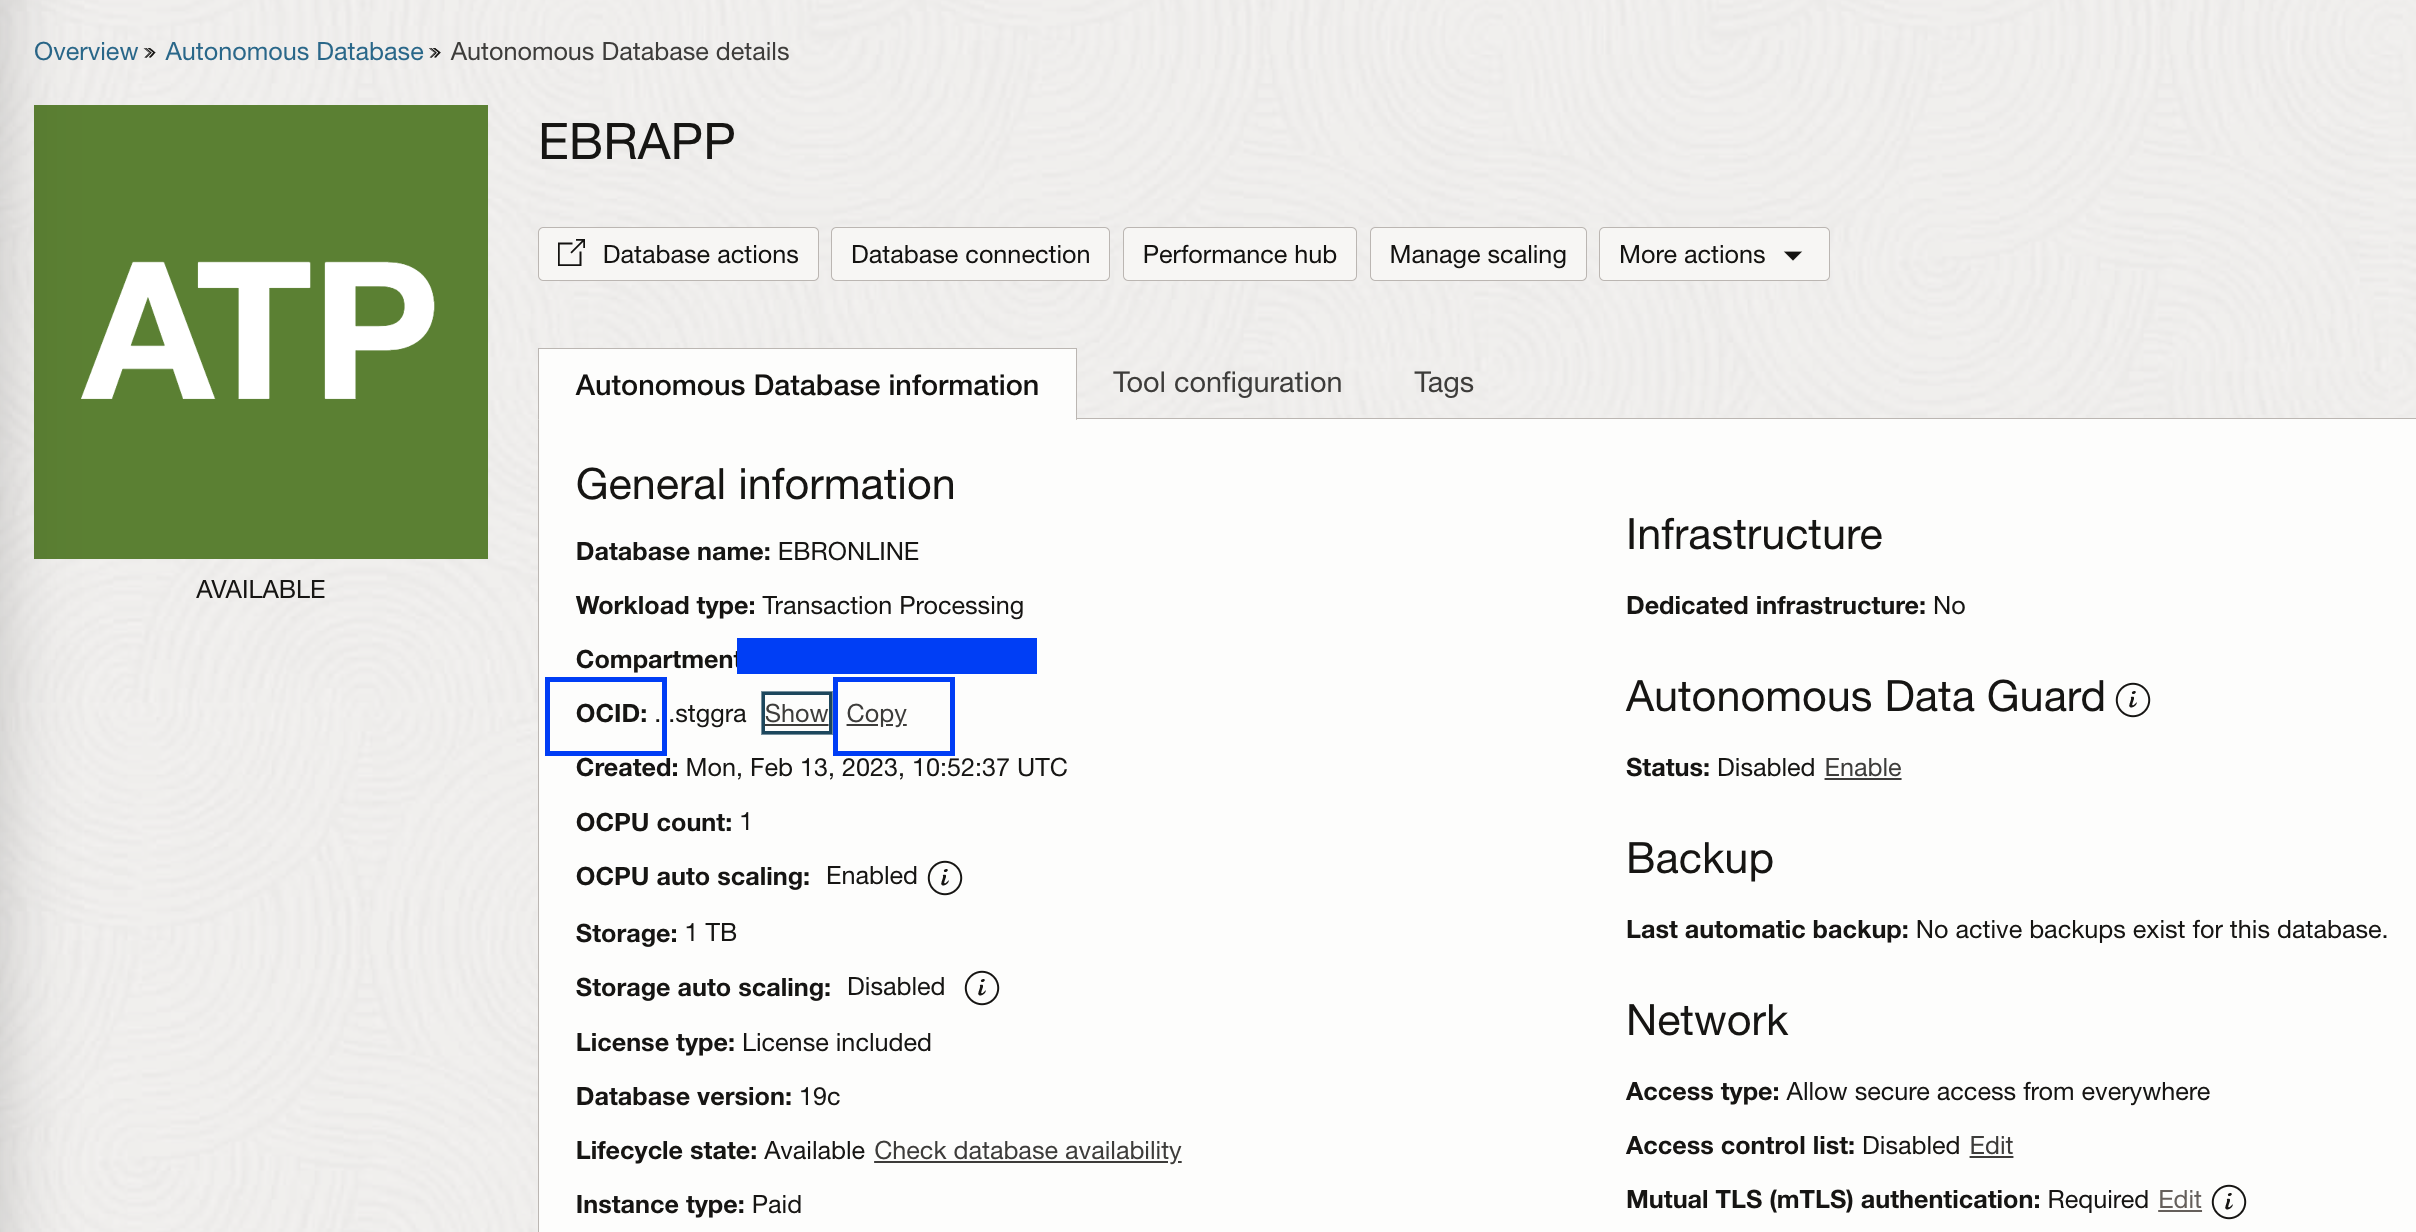 Overview » Autonomous Database » Autonomous Database details
ATP
AVAILABLE
EBRAPP
Database actions
Database connection
Performance hub
Manage scaling
More actions
Autonomous Database information
Tool configuration
Tags
General information
Database name: EBRONLINE
Workload type: Transaction Processing
Compartment
OCID: ...stggra Show Copy
Created: Mon, Feb 13, 2023, 10:52:37 UTC
OCPU count: 1
OCPU auto scaling: Enabled i
Storage: 1 TB
Storage auto scaling: Disabled i
License type: License included
Database version: 19c
Lifecycle state: Available Check database availability
Instance type: Paid
Infrastructure
Dedicated infrastructure: No
Autonomous Data Guard i
Status: Disabled Enable
Backup
Last automatic backup: No active backups exist for this database.
Network
Access type: Allow secure access from everywhere
Access control list: Disabled Edit
Mutual TLS (mTLS) authentication: Required Edit i